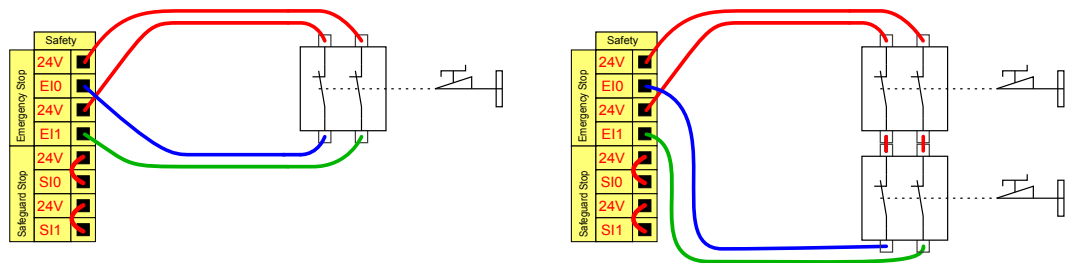 Safety
Emergency Stop
24V
EI0
24V
EI1
Safeguard Stop
24V
SI0
24V
SI1
Safety
Emergency Stop
24V
EI0
24V
EI1
Safeguard Stop
24V
SI0
24V
SI1